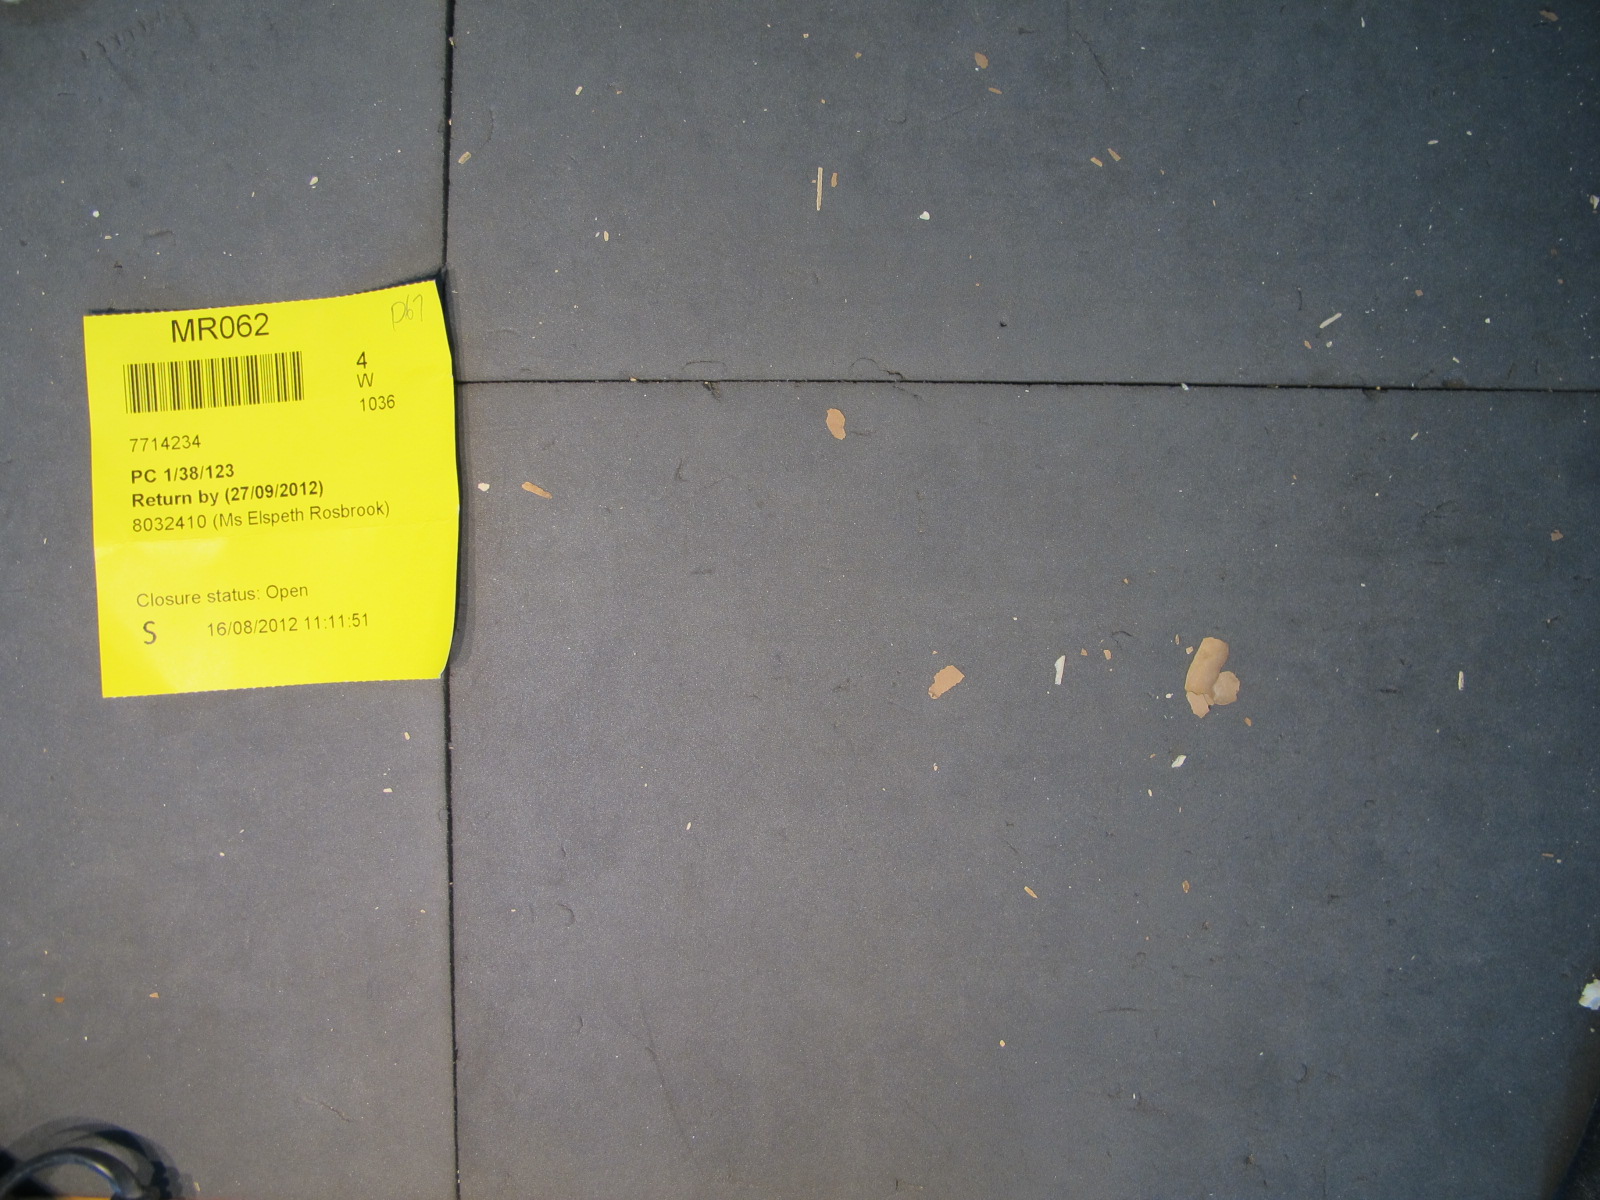 MR062
D67
4
W
1036
7714234
PC 1/38/123
Return by (27/09/2012)
8032410 (Ms Elspeth Rosbrook)
Closure status: Open
S 16/08/2012 11:11:51